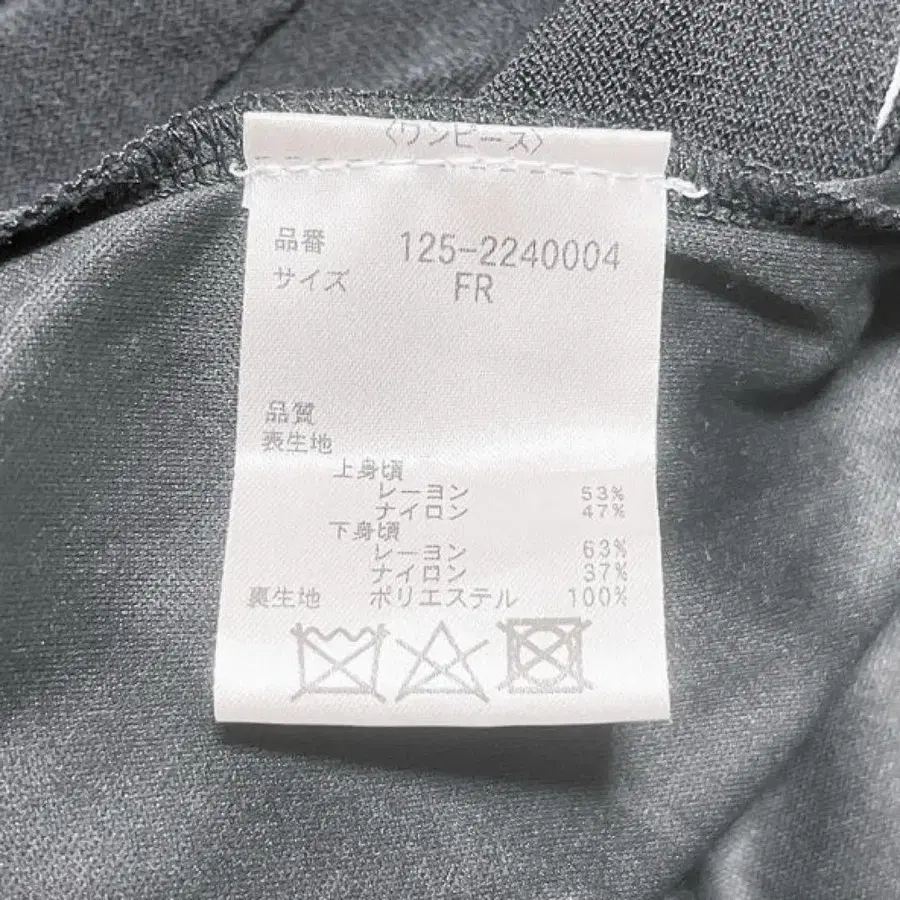 〈ワンピース〉
品番 125-2240004
サイズ FR
品質
表生地
上身頃
レーヨン 53%
ナイロン 47%
下身頃
レーヨン 63%
ナイロン 37%
裏生地 ポリエステル 100%